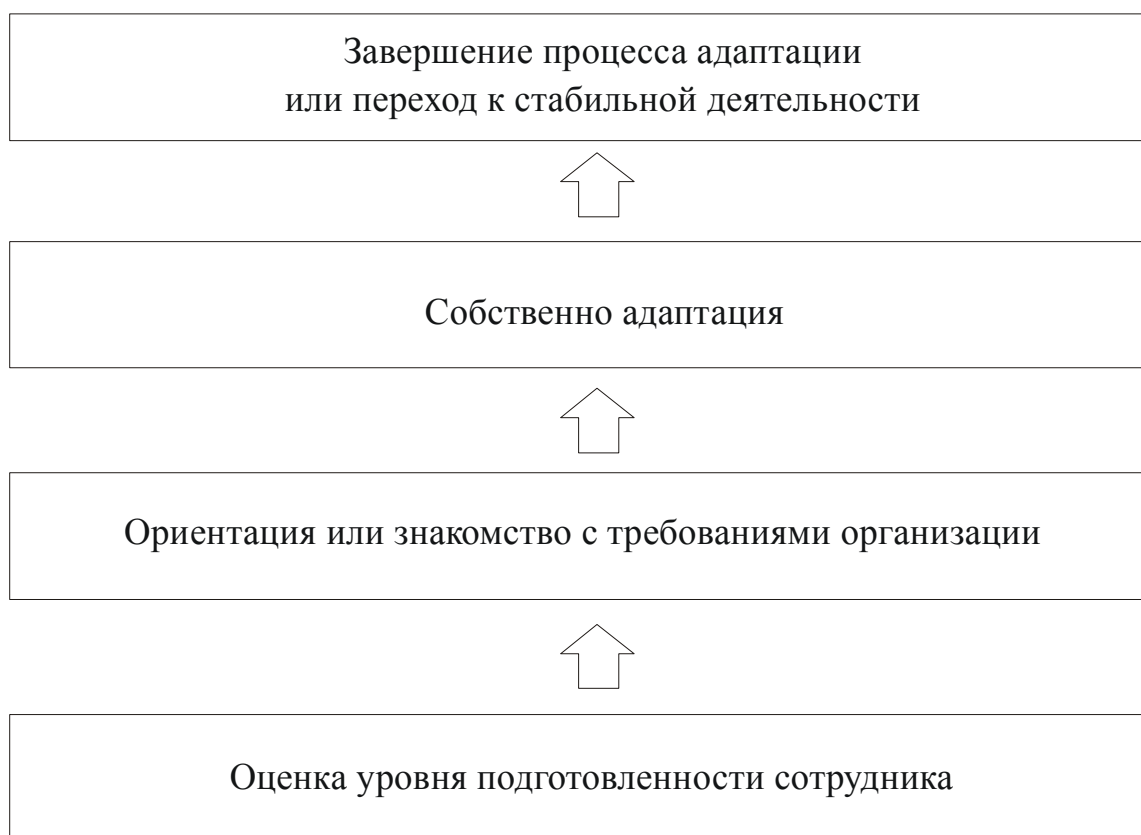 Завершение процесса адаптации
или переход к стабильной деятельности
Собственно адаптация
Ориентация или знакомство с требованиями организации
Оценка уровня подготовленности сотрудника